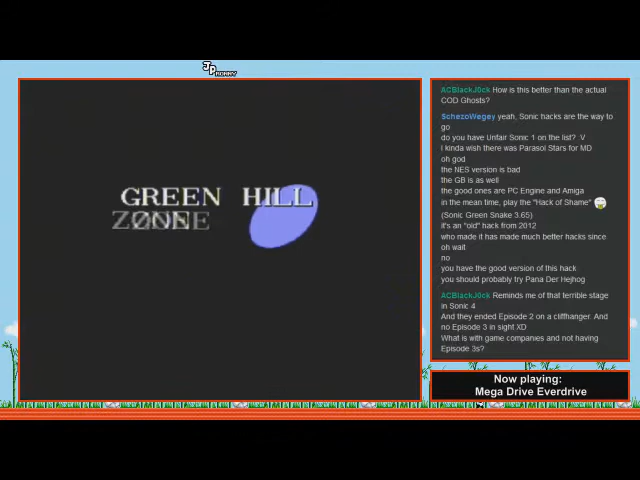 JP
RONNY
GREEN HILL
ZONE
ACBlackJ0ck How is this better than the actual
COD Ghosts?
SchezoWegey yeah, Sonic hacks are the way to
go
do you have Unfair Sonic 1 on the list? :V
I kinda wish there was Parasol Stars for MD
oh god
the NES version is bad
the GB is as well
the good ones are PC Engine and Amiga
in the mean time, play the "Hack of Shame"
(Sonic Green Snake 3.65)
it's an "old" hack from 2012
who made it has made much better hacks since
oh wait
no
you have the good version of this hack
you should probably try Pana Der Hejhog
ACBlackJ0ck Reminds me of that terrible stage
in Sonic 4
And they ended Episode 2 on a cliffhanger. And
no Episode 3 in sight XD
What is with game companies and not having
Episode 3s?
Now playing:
Mega Drive Everdrive